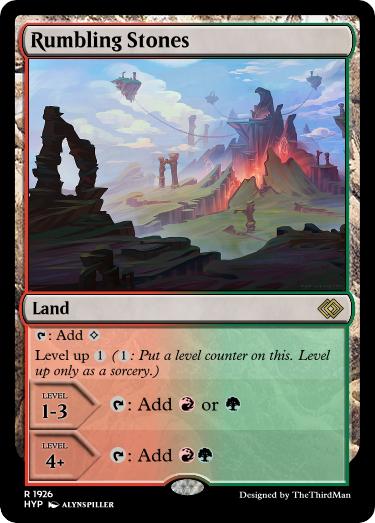 Rumbling Stones
Land
: Add
Level up 1 (1: Put a level counter on this. Level
up only as a sorcery.)
LEVEL
1-3
: Add or
LEVEL
4+
: Add
R 1926
HYP ALYNSPILLER
Designed by TheThirdMan